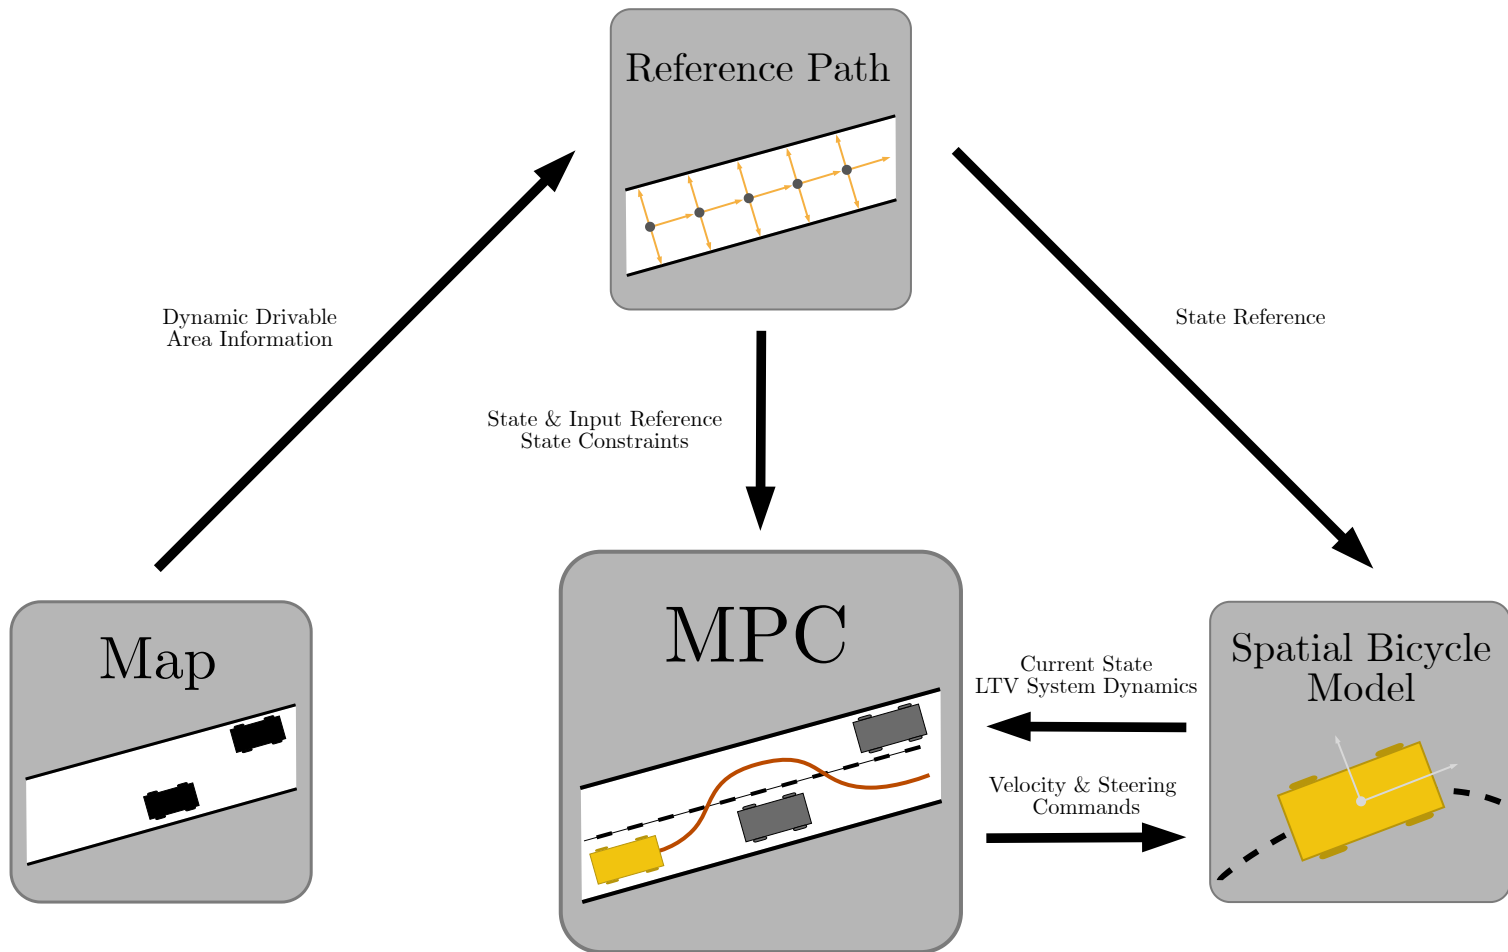 Reference Path
Dynamic Drivable
Area Information
State Reference
State & Input Reference
State Constraints
Map
MPC
Current State
LTV System Dynamics
Velocity & Steering
Commands
Spatial Bicycle
Model